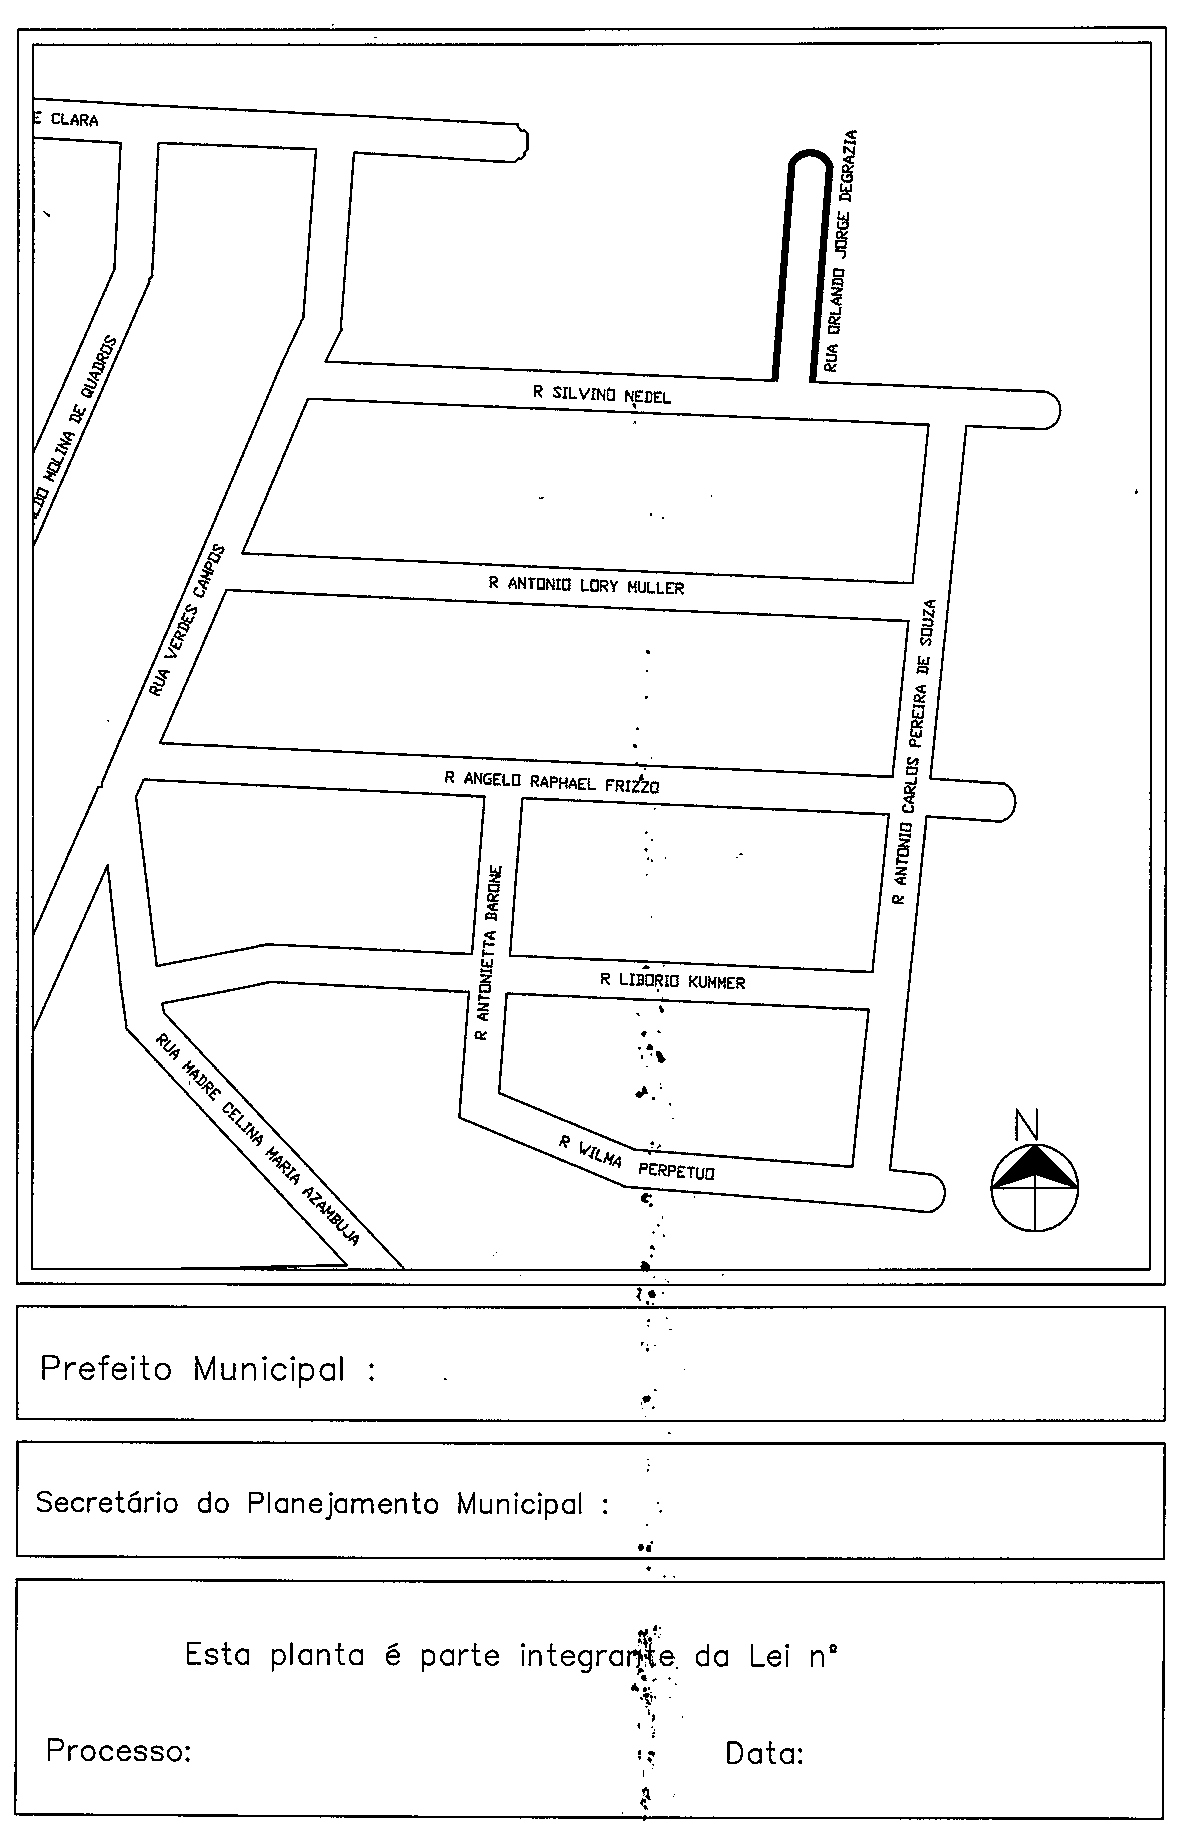 E CLARA
RUA ORLANDO JORGE DEGRAZIA
R SILVINO NEDEL
MOLINA DE QUADROS
R ANTONIO LORY MULLER
RUA VERDES CAMPOS
R ANTONIO CARLOS PEREIRA DE SOUZA
R ANGELO RAPHAEL FRIZZO
R ANTONIETTA BARONE
R LIBORIO KUMMER
RUA MADRE CELINA MARIA AZAMBUJA
R WILMA PERPETUO
N
Prefeito Municipal :
Secretário do Planejamento Municipal :
Esta planta é parte integrante da Lei nº
Processo:
Data: